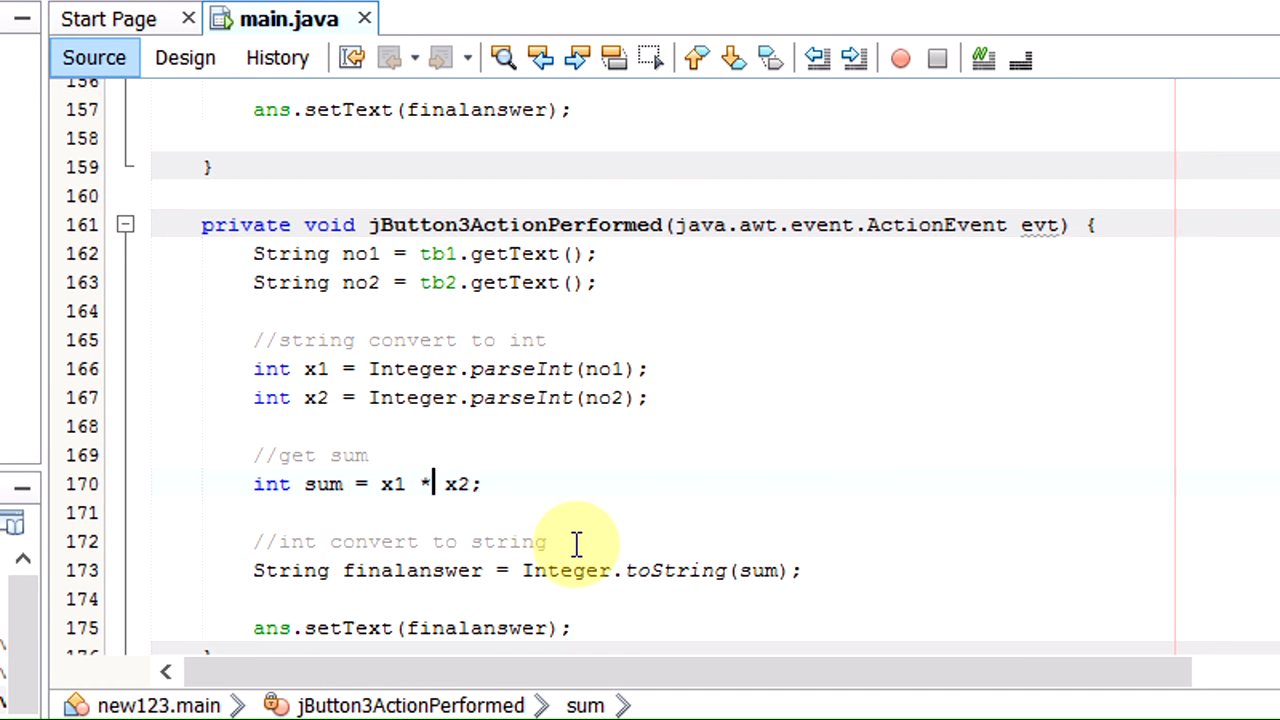 Start Page
main.java
Source Design History
156
157 ans.setText(finalanswer);
158
159 }
160
161 private void jButton3ActionPerformed(java.awt.event.ActionEvent evt) {
162 String no1 = tb1.getText();
163 String no2 = tb2.getText();
164
165 //string convert to int
166 int x1 = Integer.parseInt(no1);
167 int x2 = Integer.parseInt(no2);
168
169 //get sum
170 int sum = x1 * x2;
171
172 //int convert to string
173 String finalanswer = Integer.toString(sum);
174
175 ans.setText(finalanswer);
176
new123.main jButton3ActionPerformed sum